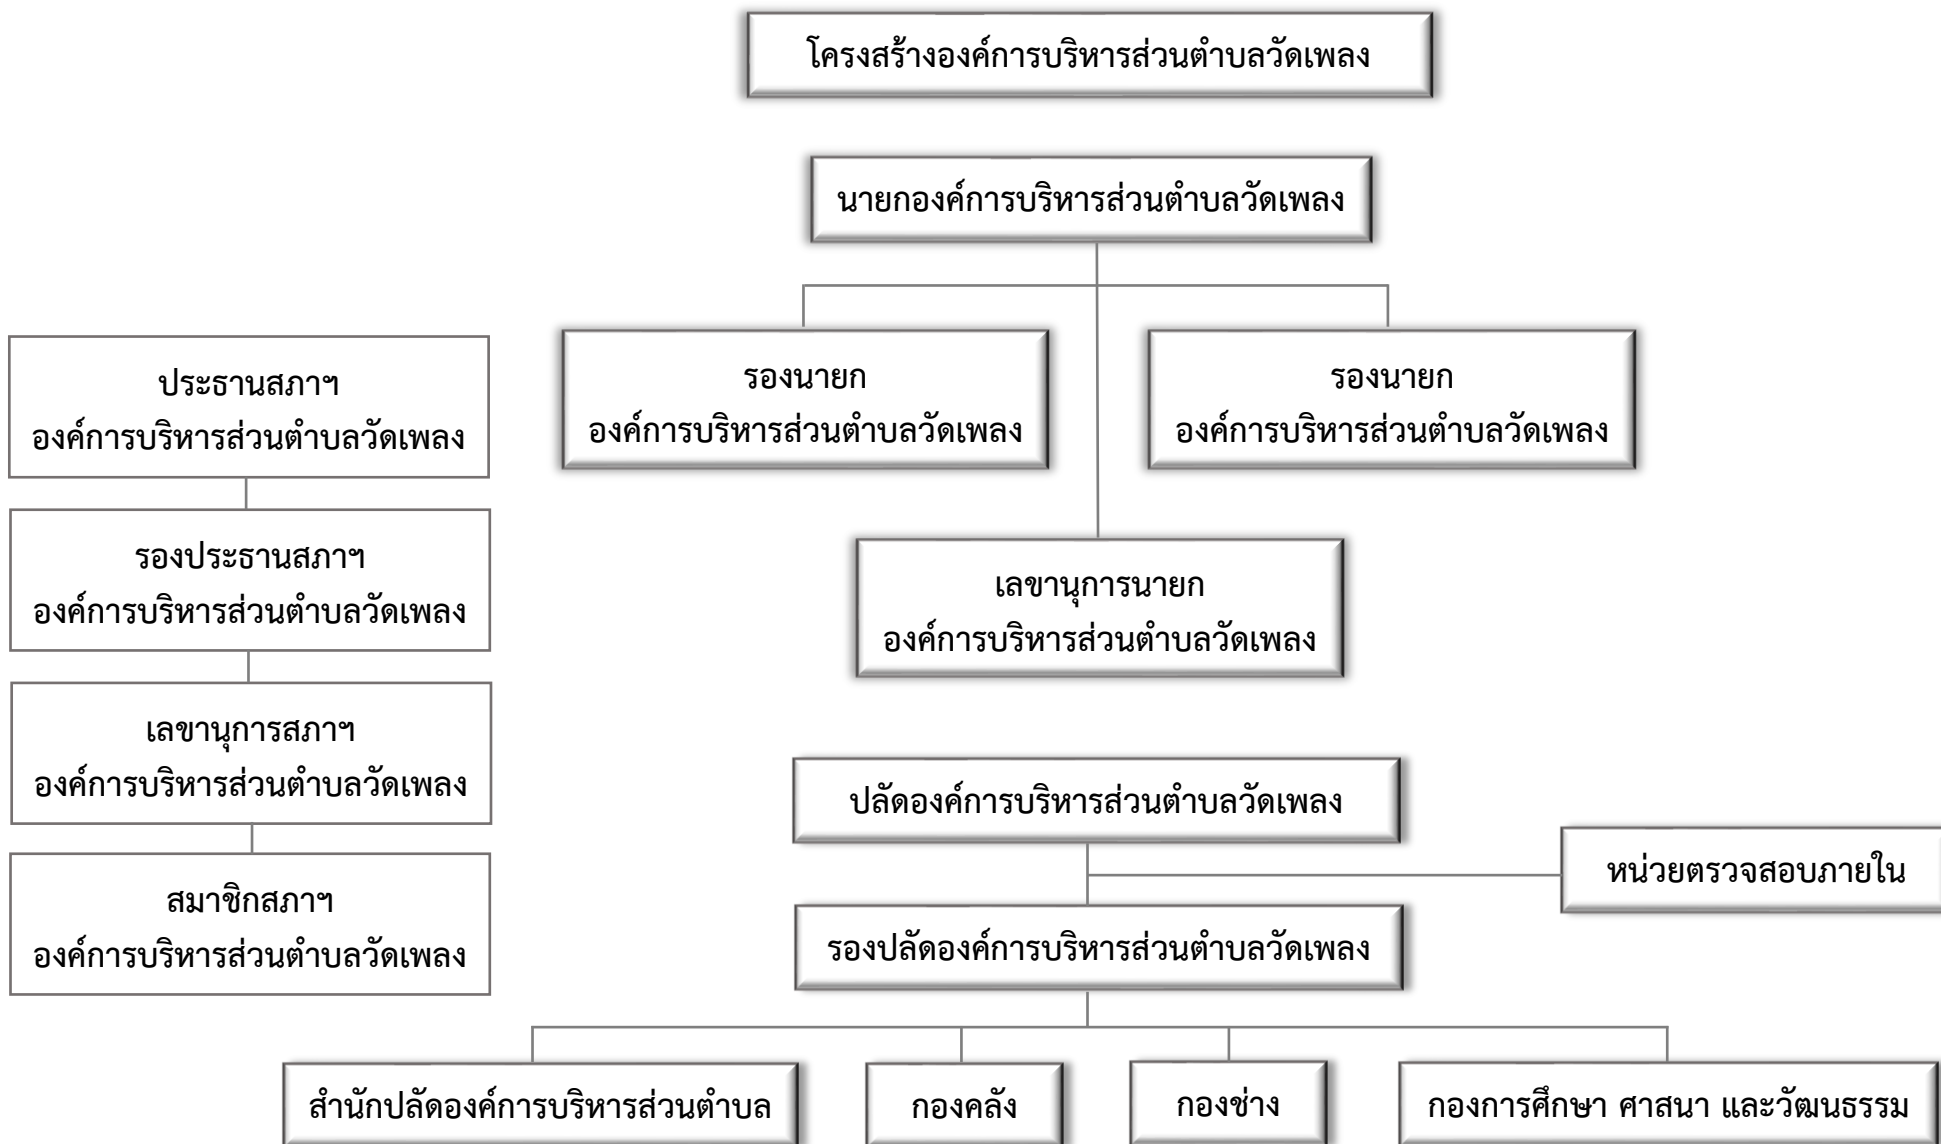 โครงสร้างองค์การบริหารส่วนตำบลวัดเพลง
นายกองค์การบริหารส่วนตำบลวัดเพลง
รองนายก
องค์การบริหารส่วนตำบลวัดเพลง
รองนายก
องค์การบริหารส่วนตำบลวัดเพลง
เลขานุการนายก
องค์การบริหารส่วนตำบลวัดเพลง
ประธานสภาฯ
องค์การบริหารส่วนตำบลวัดเพลง
รองประธานสภาฯ
องค์การบริหารส่วนตำบลวัดเพลง
เลขานุการสภาฯ
องค์การบริหารส่วนตำบลวัดเพลง
สมาชิกสภาฯ
องค์การบริหารส่วนตำบลวัดเพลง
ปลัดองค์การบริหารส่วนตำบลวัดเพลง
หน่วยตรวจสอบภายใน
รองปลัดองค์การบริหารส่วนตำบลวัดเพลง
สำนักปลัดองค์การบริหารส่วนตำบล
กองคลัง
กองช่าง
กองการศึกษา ศาสนา และวัฒนธรรม